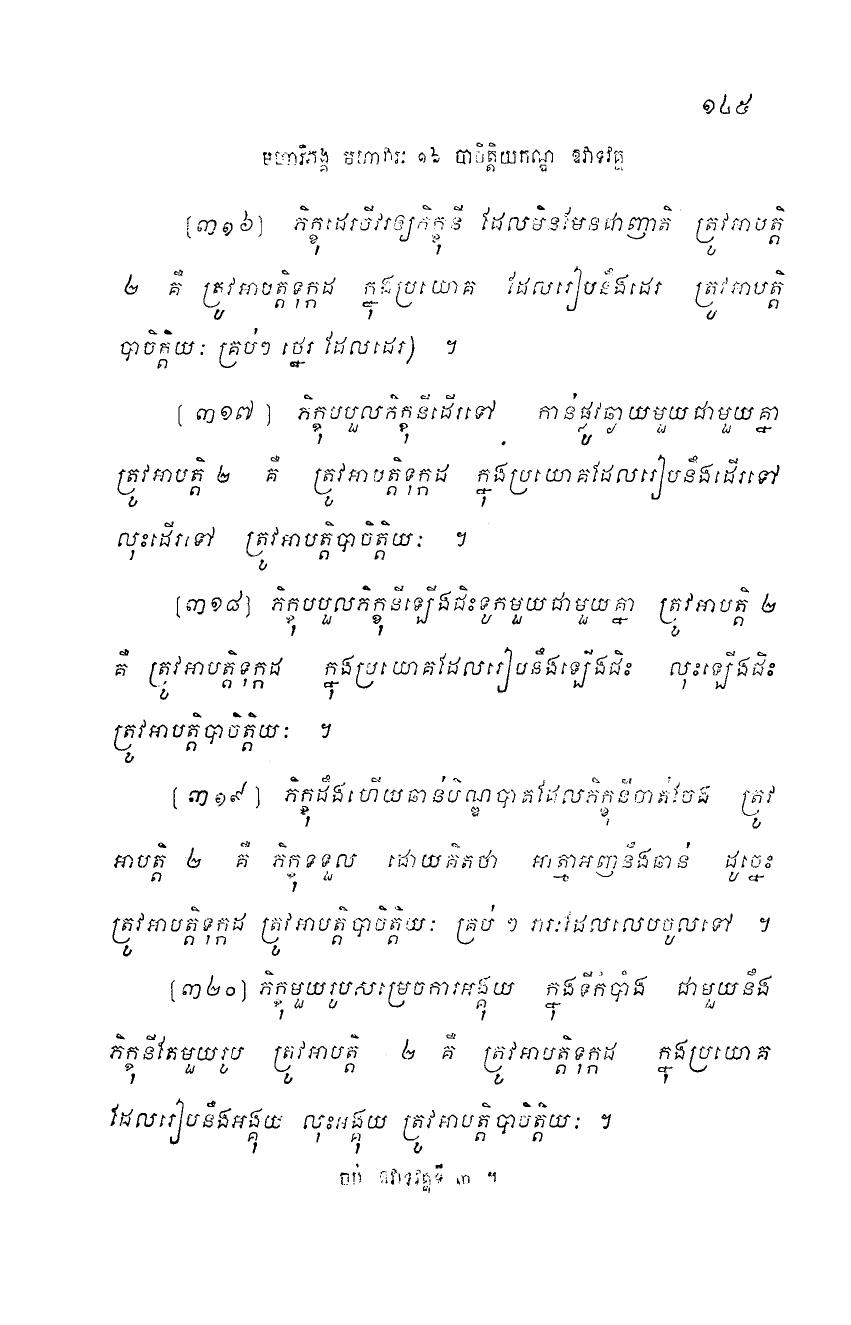 ១៤៥
មហាវិភង្គ មហាវារៈ ១៦ បាចិត្តិយកណ្ឌ ឱវាទវគ្គ
[៣១៦] ភិក្ខុដេរចីវរឲ្យភិក្ខុនី ដែលមិនមែនជាញាតិ ត្រូវអាបត្តិ
២ គឺ ត្រូវអាបត្តិទុក្កដ ក្នុងប្រយោគ ដែលរៀបនឹងដេរ ត្រូវអាបត្តិ
បាចិត្តិយៈ គ្រប់ៗ ថ្នេរ ដែលដេរ) ។
[ ៣១៧ ] ភិក្ខុបបួលភិក្ខុនីដើរទៅ កាន់ផ្លូវឆ្ងាយមួយជាមួយគ្នា
ត្រូវអាបត្តិ ២ គឺ ត្រូវអាបត្តិទុក្កដ ក្នុងប្រយោគដែលរៀបនឹងដើរទៅ
លុះដើរទៅ ត្រូវអាបត្តិបាចិត្តិយៈ ។
[៣១៨] ភិក្ខុបបួលភិក្ខុនីឡើងជិះទូកមួយជាមួយគ្នា ត្រូវអាបត្តិ ២
គឺ ត្រូវអាបត្តិទុក្កដ ក្នុងប្រយោគដែលរៀបនឹងឡើងជិះ លុះឡើងជិះ
ត្រូវអាបត្តិបាចិត្តិយៈ ។
[ ៣១៩ ] ភិក្ខុដឹងហើយឆាន់បិណ្ឌបាតដែលភិក្ខុនីចាត់ចែង ត្រូវ
អាបត្តិ ២ គឺ ភិក្ខុទទួល ដោយគិតថា អាត្មាអញនឹងឆាន់ ដូច្នេះ
ត្រូវអាបត្តិទុក្កដ ត្រូវអាបត្តិបាចិត្តិយៈ គ្រប់ ៗ វារៈដែលលេបចូលទៅ ។
[៣២០] ភិក្ខុមួយរូបសម្រេចការអង្គុយ ក្នុងទីកំបាំង ជាមួយនឹង
ភិក្ខុនីតែមួយរូប ត្រូវអាបត្តិ ២ គឺ ត្រូវអាបត្តិទុក្កដ ក្នុងប្រយោគ
ដែលរៀបនឹងអង្គុយ លុះអង្គុយ ត្រូវអាបត្តិបាចិត្តិយៈ ។
ចប់ ឱវាទវគ្គទី ៣ ។